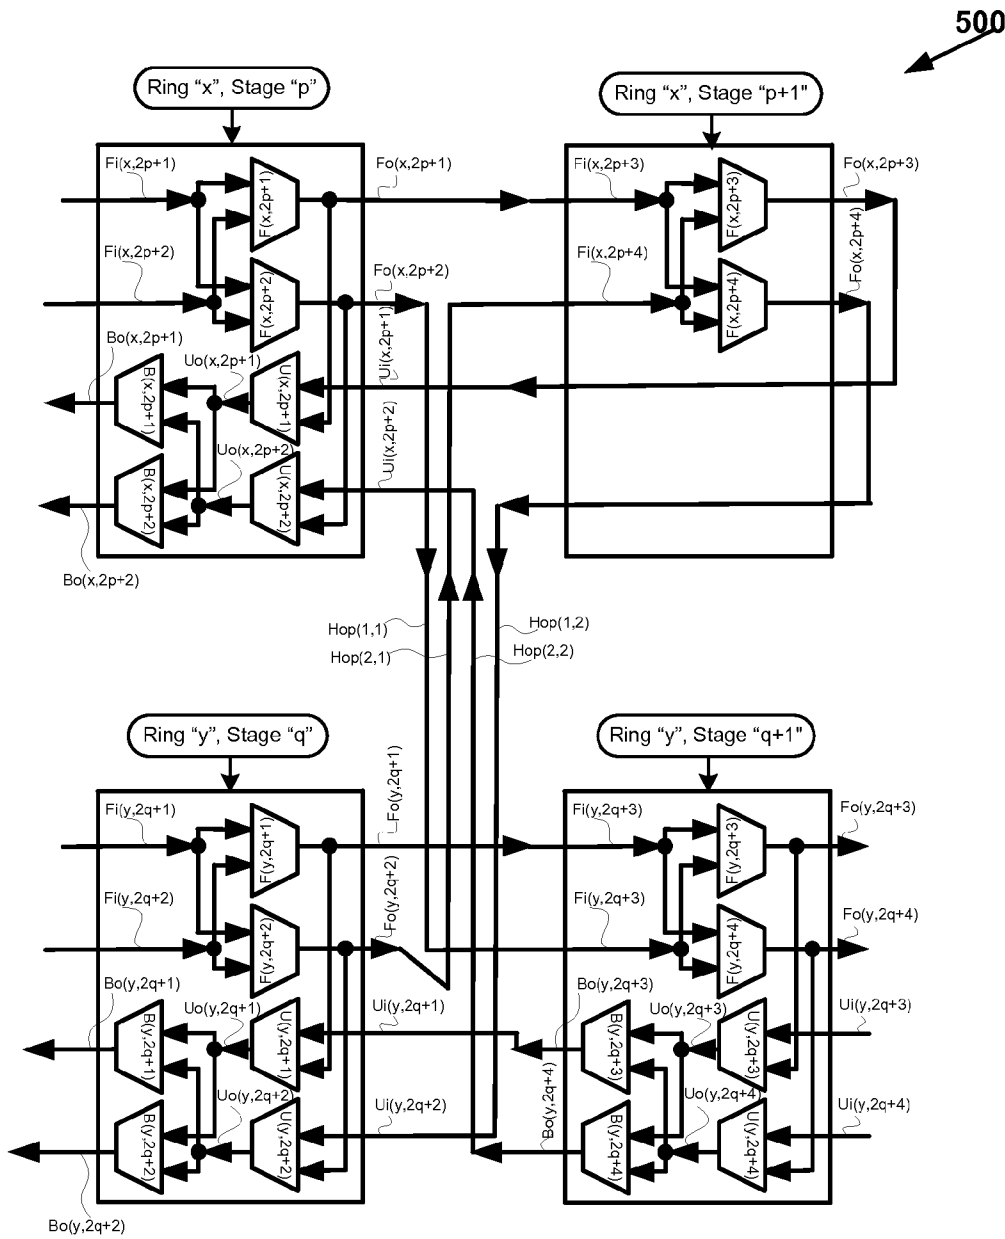 500
Ring “x”, Stage “p”
Ring “x”, Stage “p+1"
Fi(x,2p+1)
F(x,2p+1)
Fo(x,2p+1)
Fi(x,2p+3)
F(x,2p+3)
Fo(x,2p+3)
Fi(x,2p+2)
F(x,2p+2)
Fo(x,2p+2)
Fi(x,2p+4)
F(x,2p+4)
Fo(x,2p+4)
Bo(x,2p+1)
B(x,2p+1)
Uo(x,2p+1)
U(x,2p+1)
Ui(x,2p+1)
B(x,2p+2)
Uo(x,2p+2)
U(x,2p+2)
Ui(x,2p+2)
Bo(x,2p+2)
Hop(1,1)
Hop(1,2)
Hop(2,1)
Hop(2,2)
Ring “y”, Stage “q”
Ring “y”, Stage “q+1"
Fi(y,2q+1)
F(y,2q+1)
Fo(y,2q+1)
Fi(y,2q+3)
F(y,2q+3)
Fo(y,2q+3)
Fi(y,2q+2)
F(y,2q+2)
Fo(y,2q+2)
Fi(y,2q+3)
F(y,2q+4)
Fo(y,2q+4)
Bo(y,2q+1)
B(y,2q+1)
Uo(y,2q+1)
U(y,2q+1)
Ui(y,2q+1)
Bo(y,2q+3)
B(y,2q+3)
Uo(y,2q+3)
U(y,2q+3)
Ui(y,2q+3)
B(y,2q+2)
Uo(y,2q+2)
U(y,2q+2)
Ui(y,2q+2)
Bo(y,2q+4)
B(y,2q+4)
Uo(y,2q+4)
U(y,2q+4)
Ui(y,2q+4)
Bo(y,2q+2)